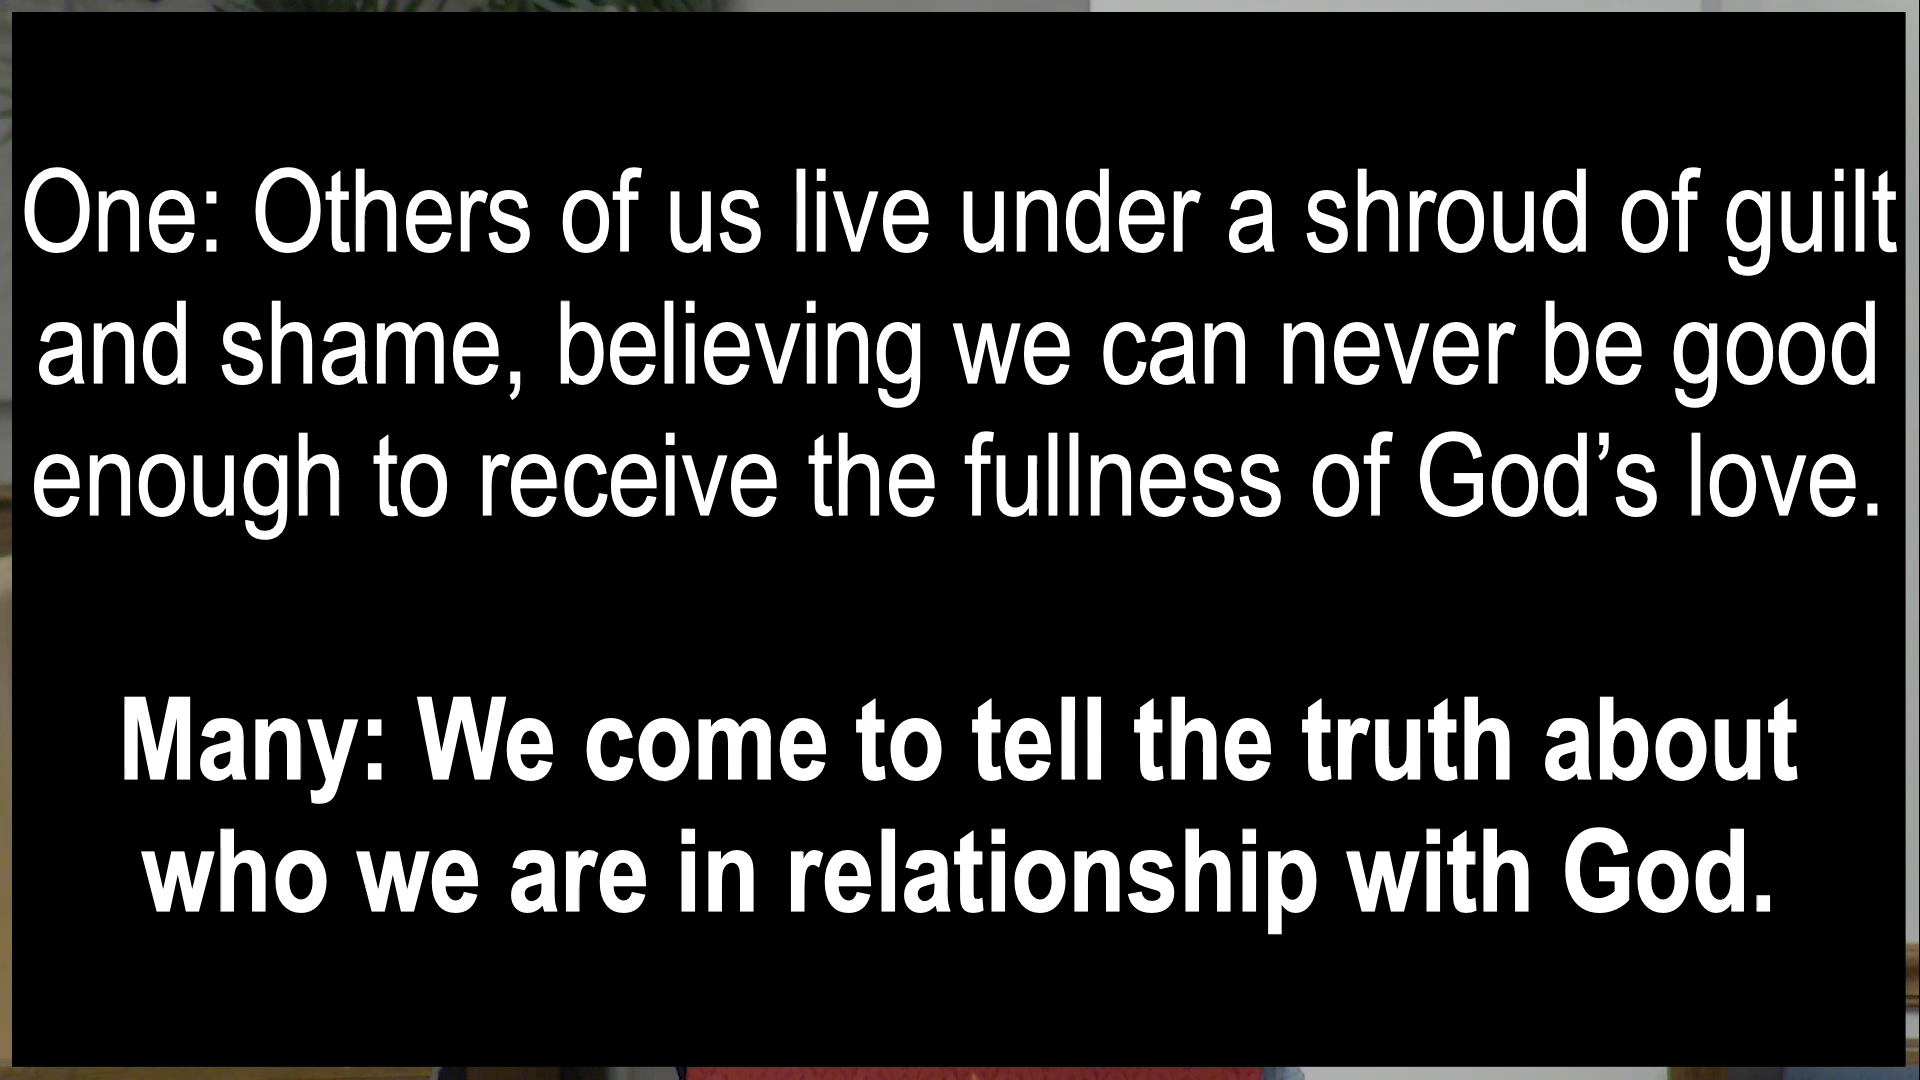 One: Others of us live under a shroud of guilt
and shame, believing we can never be good
enough to receive the fullness of God’s love.
Many: We come to tell the truth about
who we are in relationship with God.